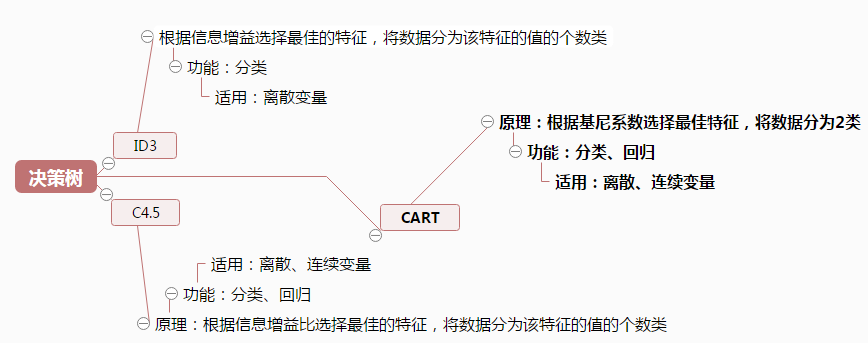 根据信息增益选择最佳的特征，将数据分为该特征的值的个数类
功能：分类
适用：离散变量
ID3
决策树
C4.5
原理：根据基尼系数选择最佳特征，将数据分为2类
功能：分类、回归
适用：离散、连续变量
CART
适用：离散、连续变量
功能：分类、回归
原理：根据信息增益比选择最佳的特征，将数据分为该特征的值的个数类